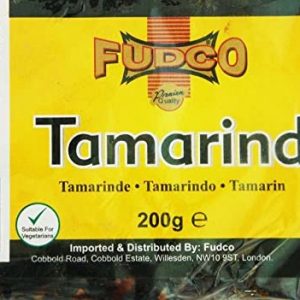 FUDCO
Premium
Quality
Tamarind
Tamarinde • Tamarindo • Tamarin
200g ℮
Suitable For
Vegetarians
Imported & Distributed By: Fudco
Cobbold Road, Cobbold Estate, Willesden, NW10 9ST. London.